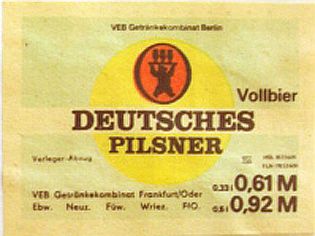 VEB Getränkekombinat Berlin
Vollbier
DEUTSCHES
PILSNER
Verleger-Abzug
VEB Getränkekombinat Frankfurt/Oder
Ebw. Neuz. Füw. Wriez. FfO.
0,33 l 0,61 M
0,5 l 0,92 M